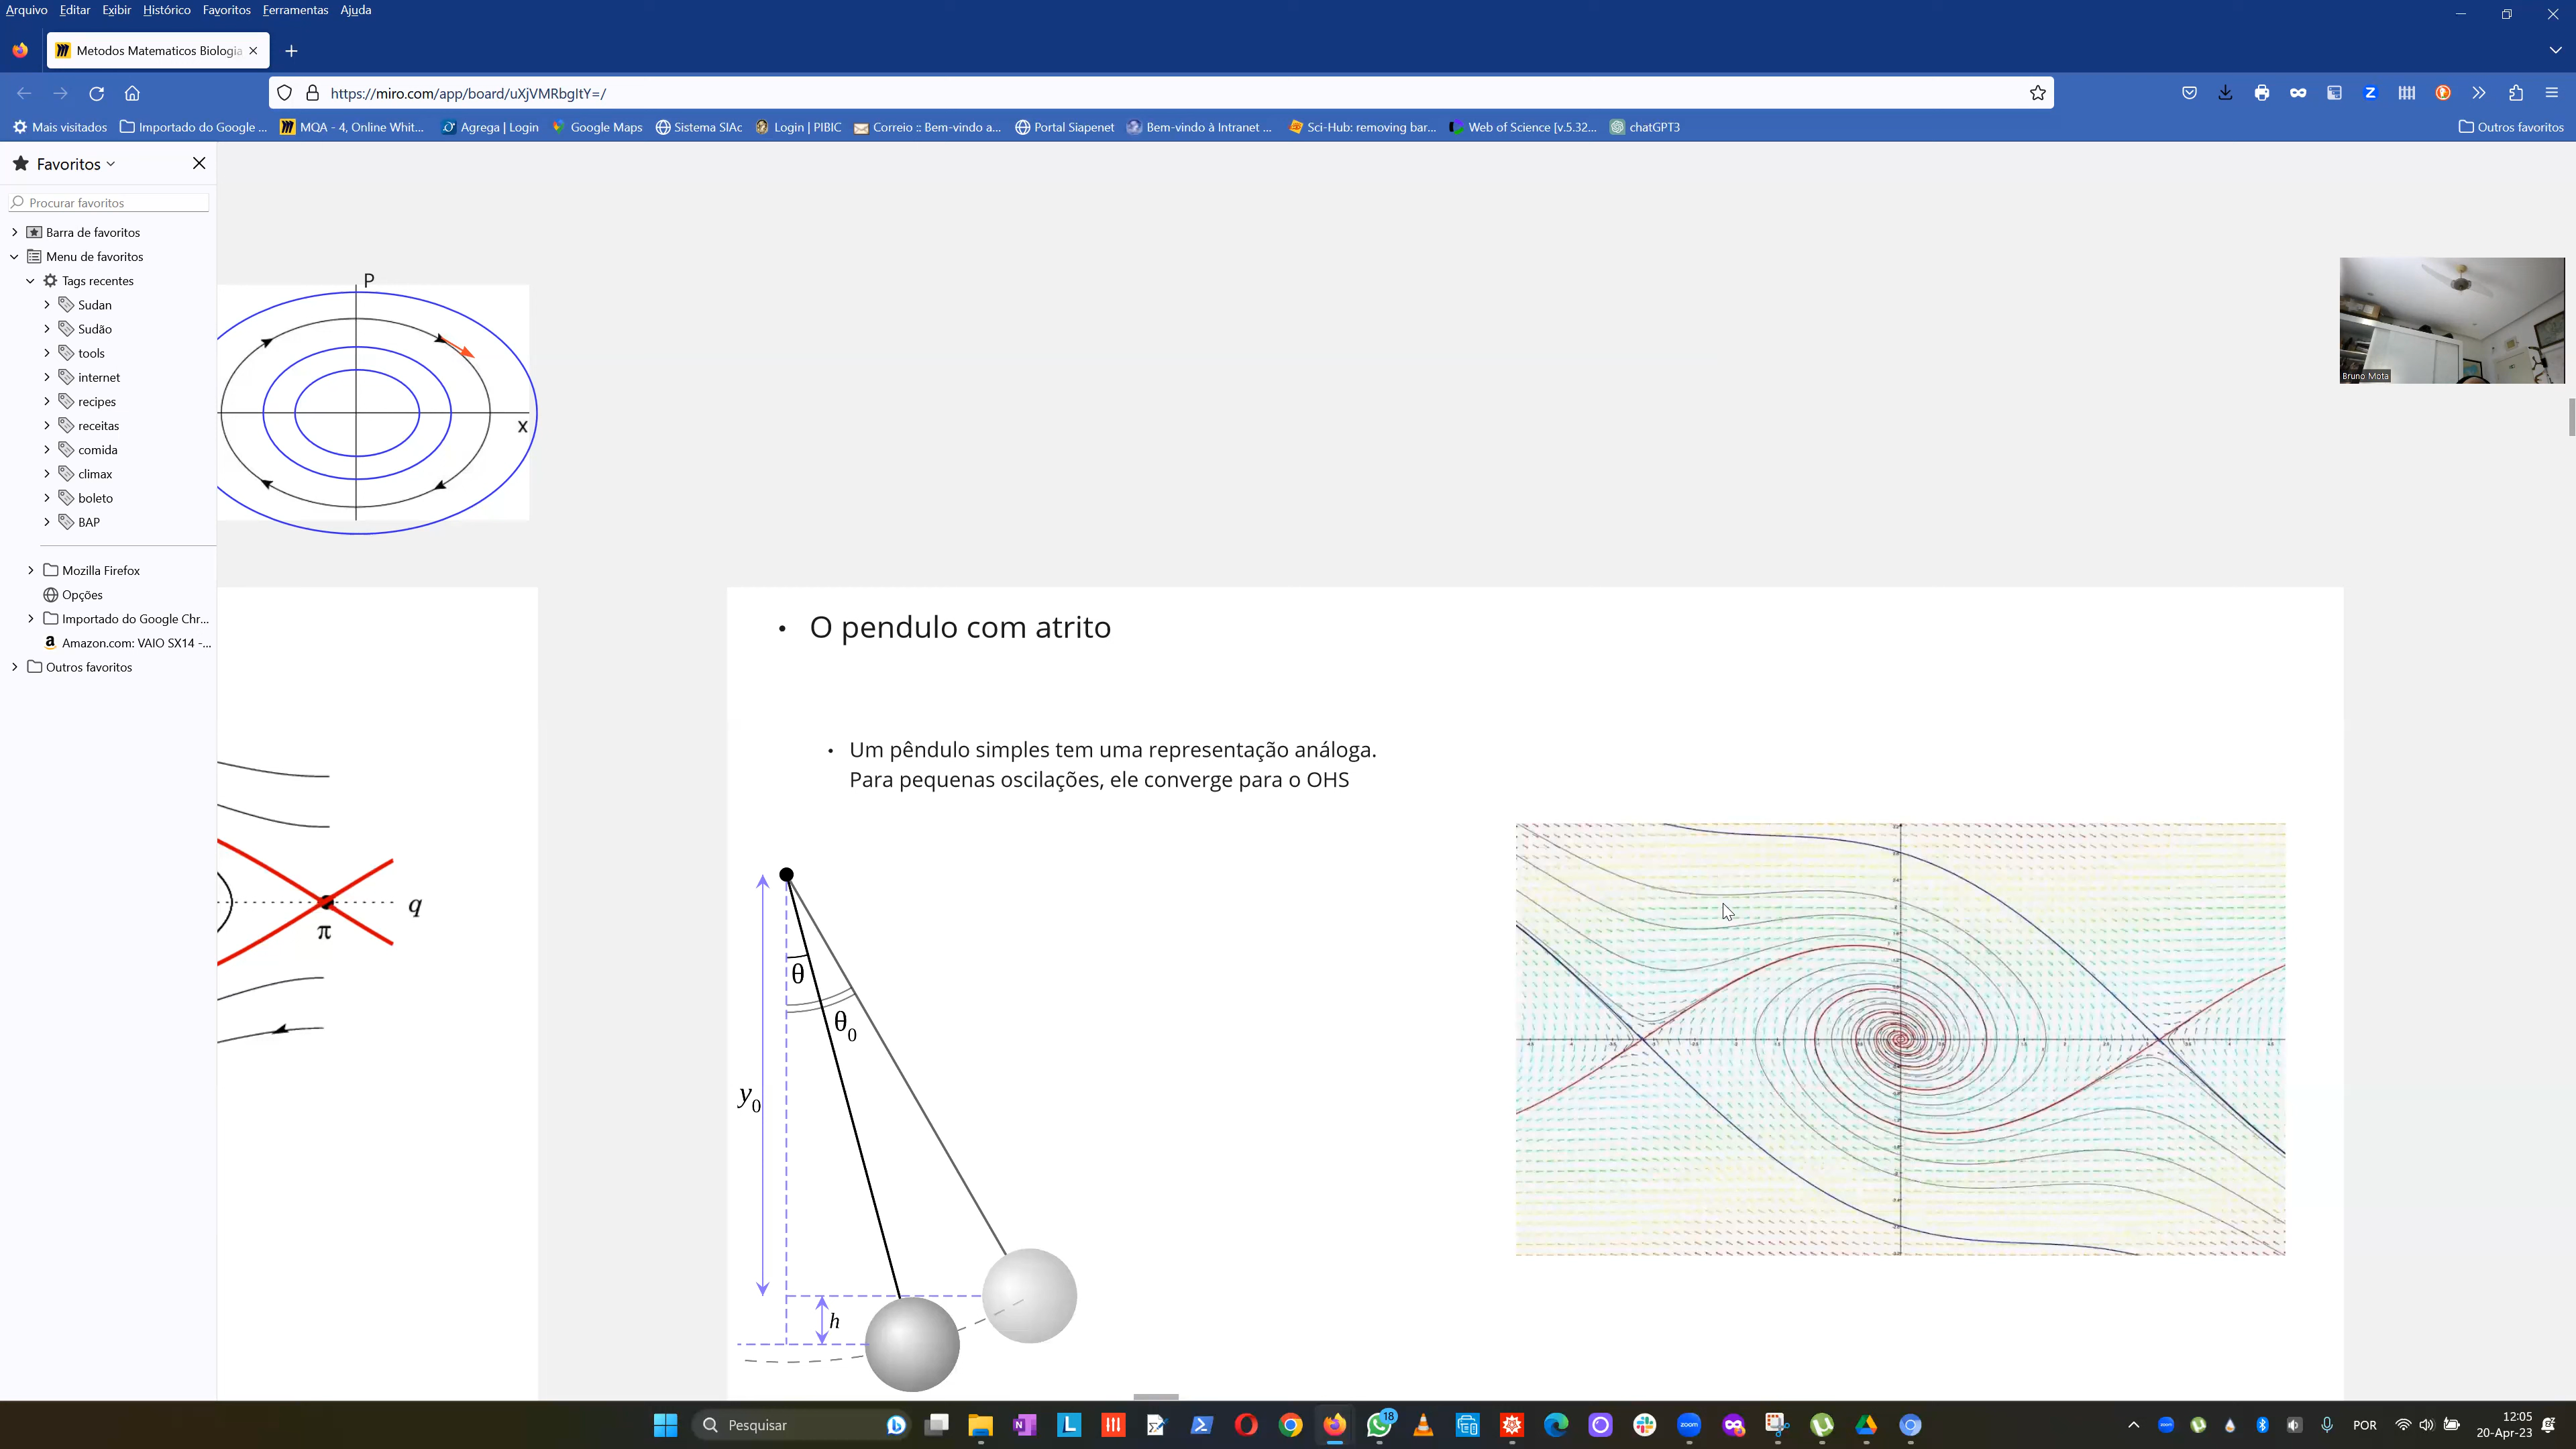 Arquivo Editar Exibir Histórico Favoritos Ferramentas Ajuda
Metodos Matematicos Biologia
https://miro.com/app/board/uXjVMRbgItY=/
Mais visitados Importado do Google ... MQA - 4, Online Whit... Agrega | Login Google Maps Sistema SIAc Login | PIBIC Correio :: Bem-vindo a... Portal Siapenet Bem-vindo à Intranet ... Sci-Hub: removing bar... Web of Science [v.5.32... chatGPT3 Outros favoritos
Favoritos
Procurar favoritos
Barra de favoritos
Menu de favoritos
Tags recentes
Sudan
Sudão
tools
internet
recipes
receitas
comida
climax
boleto
BAP
Mozilla Firefox
Opções
Importado do Google Chr...
Amazon.com: VAIO SX14 -...
Outros favoritos
P
x
Bruno Mota
q
π
• O pendulo com atrito
• Um pêndulo simples tem uma representação análoga.
Para pequenas oscilações, ele converge para o OHS
θ
θ0
y0
h
Pesquisar
18
POR
12:05
20-Apr-23